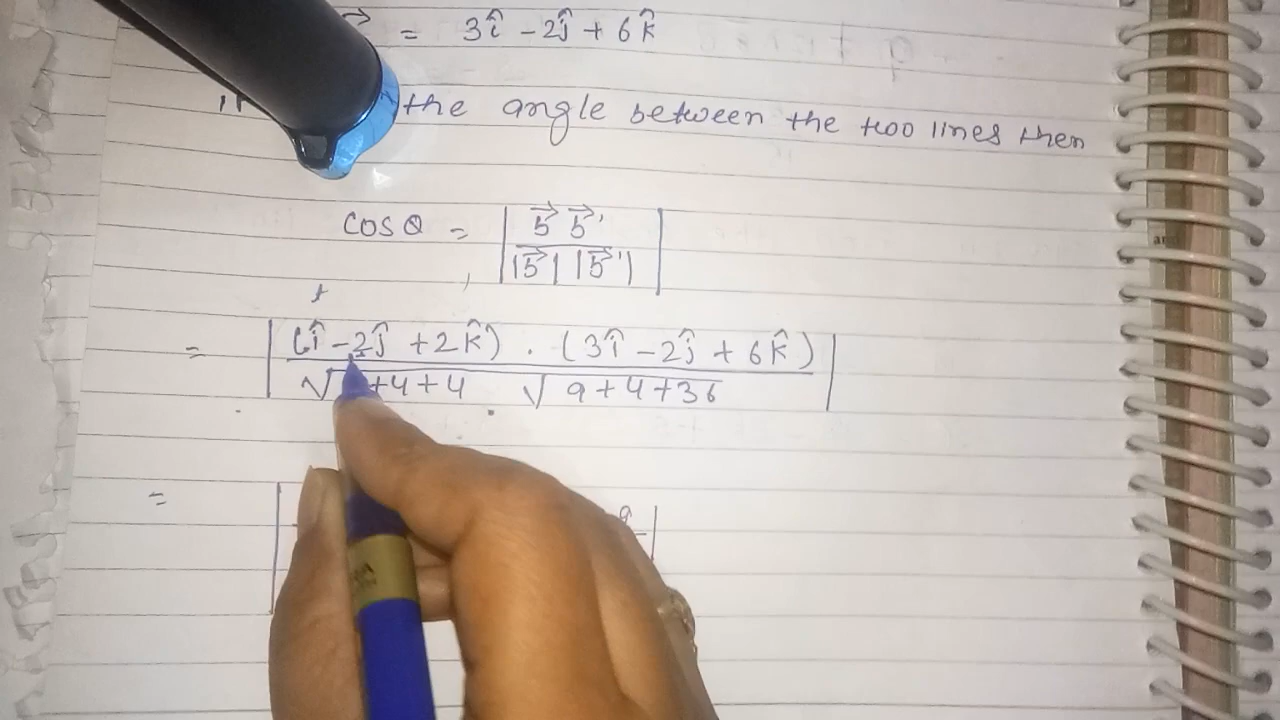 = 3î - 2ĵ + 6k̂
the angle between the two lines then
cos θ = | b⃗ b⃗' / |b⃗| |b⃗'| |
= | (î - 2ĵ + 2k̂) . (3î - 2ĵ + 6k̂) / √ +4+4 √9+4+36 |
=